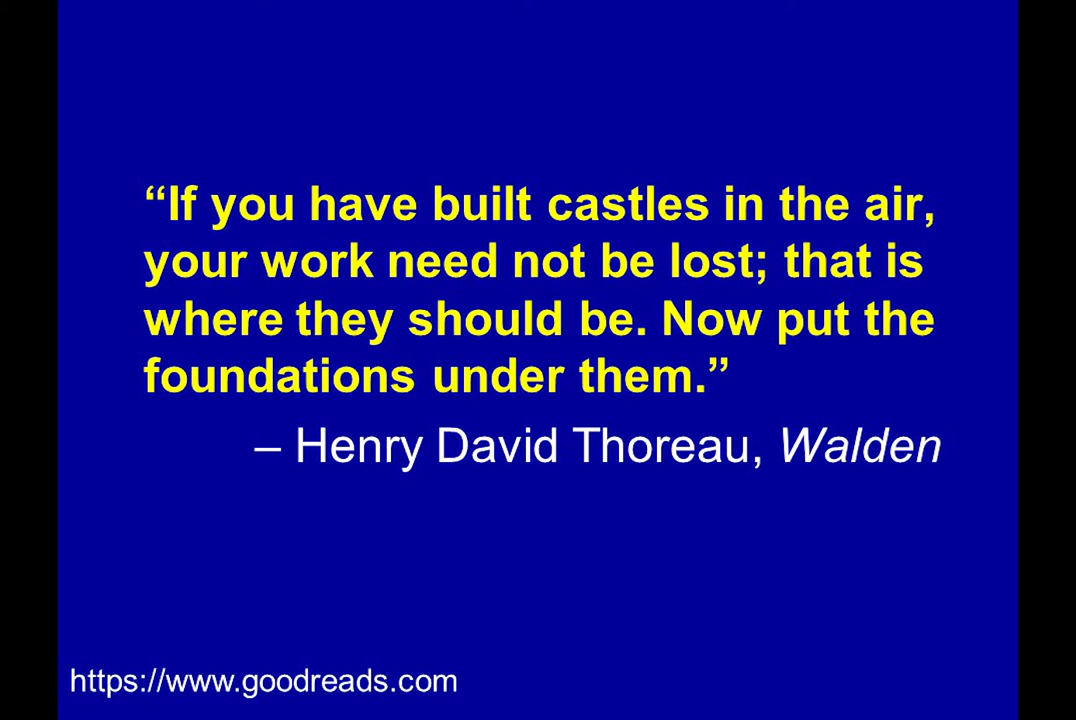 “If you have built castles in the air,
your work need not be lost; that is
where they should be. Now put the
foundations under them.”
– Henry David Thoreau, Walden
https://www.goodreads.com